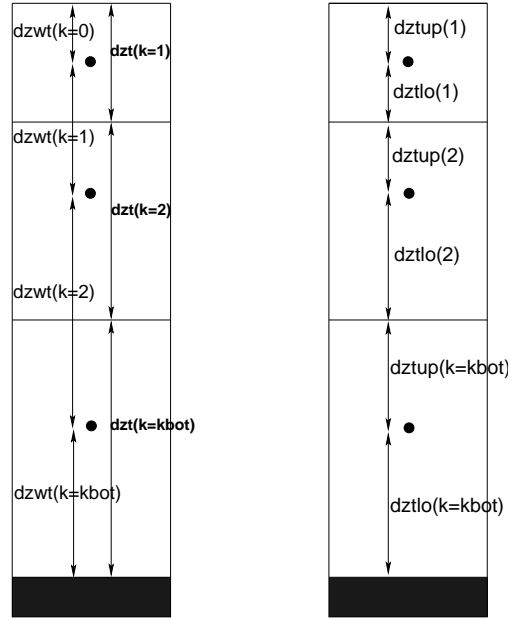 dzwt(k=0)
dzt(k=1)
dzwt(k=1)
dzt(k=2)
dzwt(k=2)
dzt(k=kbot)
dzwt(k=kbot)
dztup(1)
dztlo(1)
dztup(2)
dztlo(2)
dztup(k=kbot)
dztlo(k=kbot)